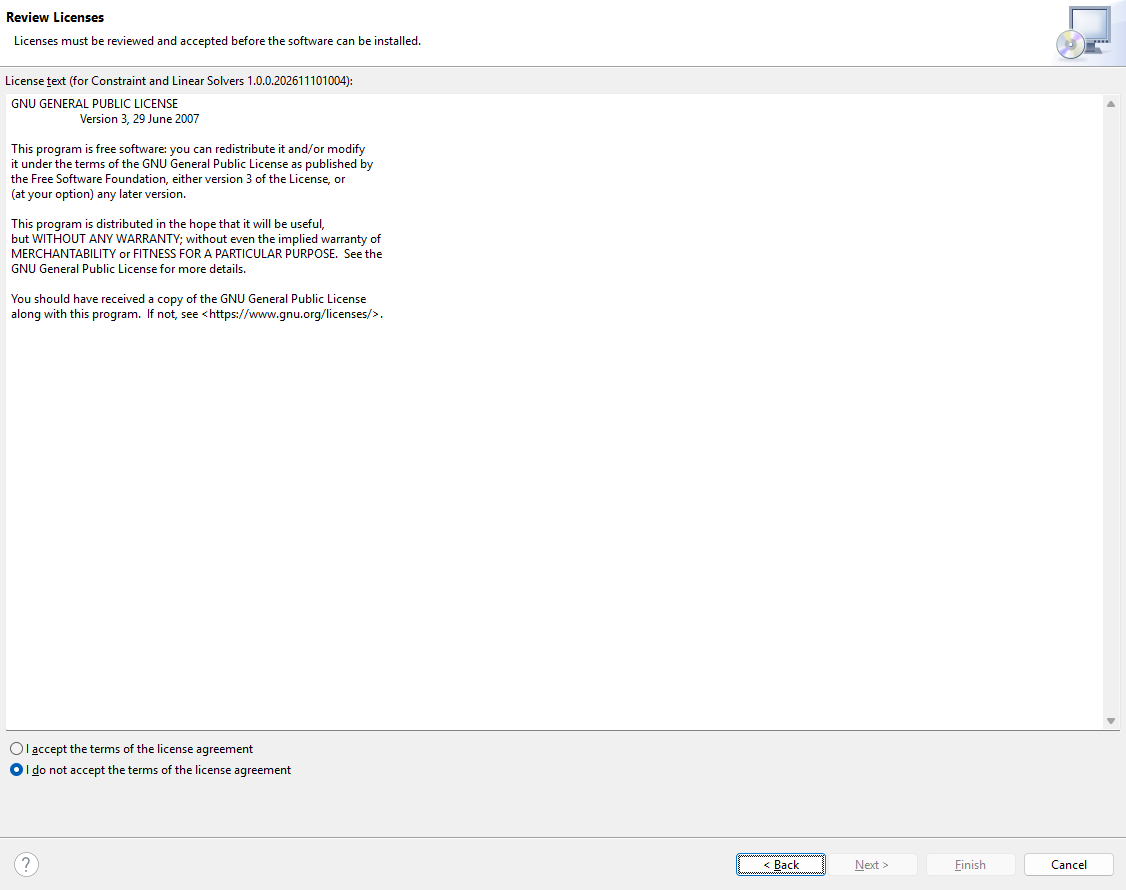 Review Licenses
Licenses must be reviewed and accepted before the software can be installed.
License text (for Constraint and Linear Solvers 1.0.0.202611101004):
GNU GENERAL PUBLIC LICENSE
Version 3, 29 June 2007
This program is free software: you can redistribute it and/or modify
it under the terms of the GNU General Public License as published by
the Free Software Foundation, either version 3 of the License, or
(at your option) any later version.
This program is distributed in the hope that it will be useful,
but WITHOUT ANY WARRANTY; without even the implied warranty of
MERCHANTABILITY or FITNESS FOR A PARTICULAR PURPOSE.  See the
GNU General Public License for more details.
You should have received a copy of the GNU General Public License
along with this program.  If not, see <https://www.gnu.org/licenses/>.
I accept the terms of the license agreement
I do not accept the terms of the license agreement
?
< Back
Next >
Finish
Cancel